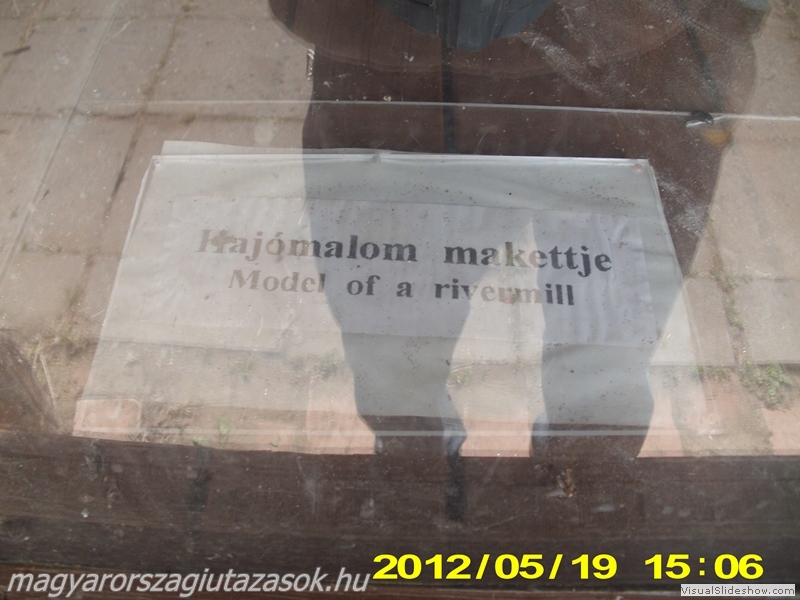 Hajómalom makettje
Model of a rivermill
2012/05/19 15:06
magyarorszagiutazasok.hu
VisualSlideshow.com